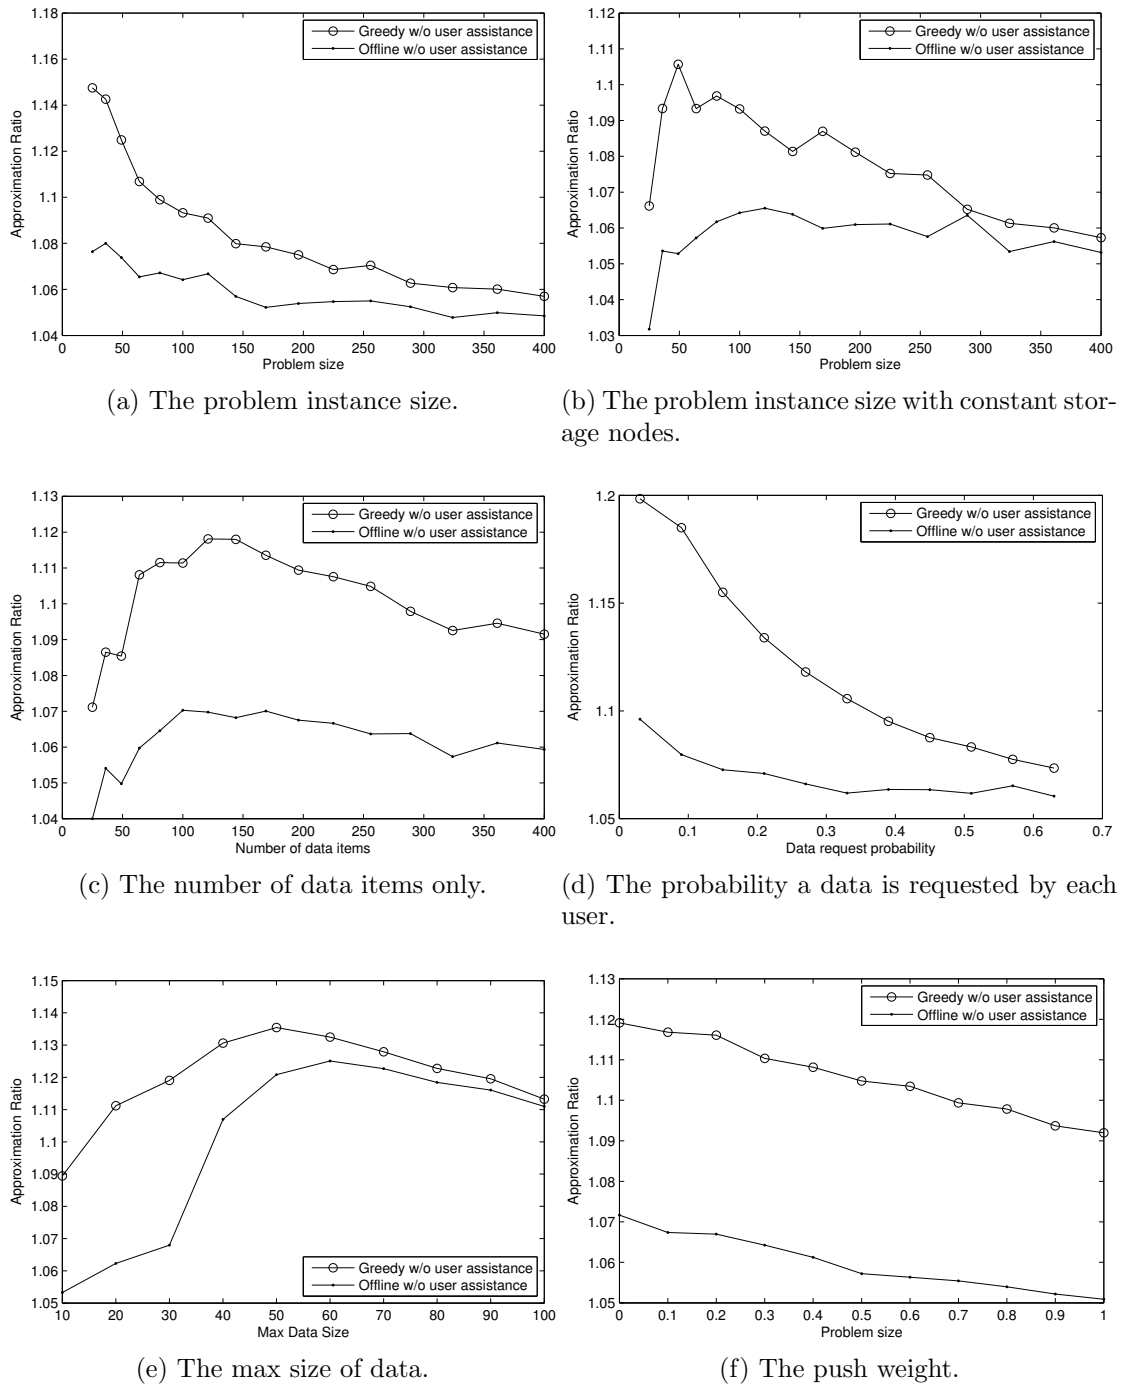 1.18
1.16
1.14
1.12
1.1
1.08
1.06
1.04
0 50 100 150 200 250 300 350 400
Approximation Ratio
Problem size
Greedy w/o user assistance
Offline w/o user assistance
(a) The problem instance size.
1.12
1.11
1.1
1.09
1.08
1.07
1.06
1.05
1.04
1.03
0 50 100 150 200 250 300 350 400
Approximation Ratio
Problem size
Greedy w/o user assistance
Offline w/o user assistance
(b) The problem instance size with constant stor-
age nodes.
1.13
1.12
1.11
1.1
1.09
1.08
1.07
1.06
1.05
1.04
0 50 100 150 200 250 300 350 400
Approximation Ratio
Number of data items
Greedy w/o user assistance
Offline w/o user assistance
(c) The number of data items only.
1.2
1.15
1.1
1.05
0 0.1 0.2 0.3 0.4 0.5 0.6 0.7
Approximation Ratio
Data request probability
Greedy w/o user assistance
Offline w/o user assistance
(d) The probability a data is requested by each
user.
1.15
1.14
1.13
1.12
1.11
1.1
1.09
1.08
1.07
1.06
1.05
10 20 30 40 50 60 70 80 90 100
Approximation Ratio
Max Data Size
Greedy w/o user assistance
Offline w/o user assistance
(e) The max size of data.
1.13
1.12
1.11
1.1
1.09
1.08
1.07
1.06
1.05
0 0.1 0.2 0.3 0.4 0.5 0.6 0.7 0.8 0.9 1
Approximation Ratio
Problem size
Greedy w/o user assistance
Offline w/o user assistance
(f) The push weight.